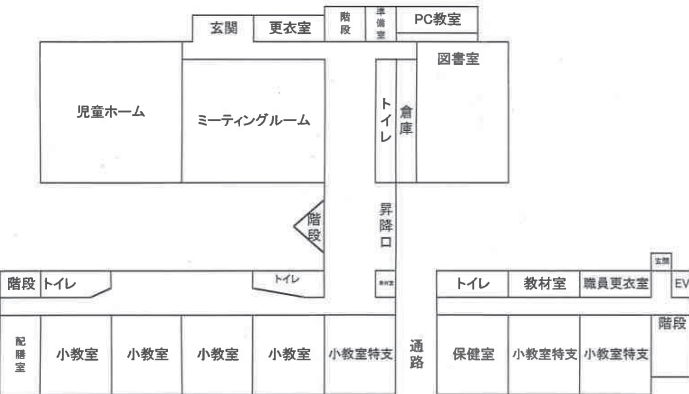 玄関
更衣室
階段
準備室
PC教室
図書室
児童ホーム
ミーティングルーム
トイレ
倉庫
階段
昇降口
階段
トイレ
トイレ
トイレ
教材室
職員更衣室
玄関
EV
配膳室
小教室
小教室
小教室
小教室
小教室特支
通路
保健室
小教室特支
小教室特支
階段